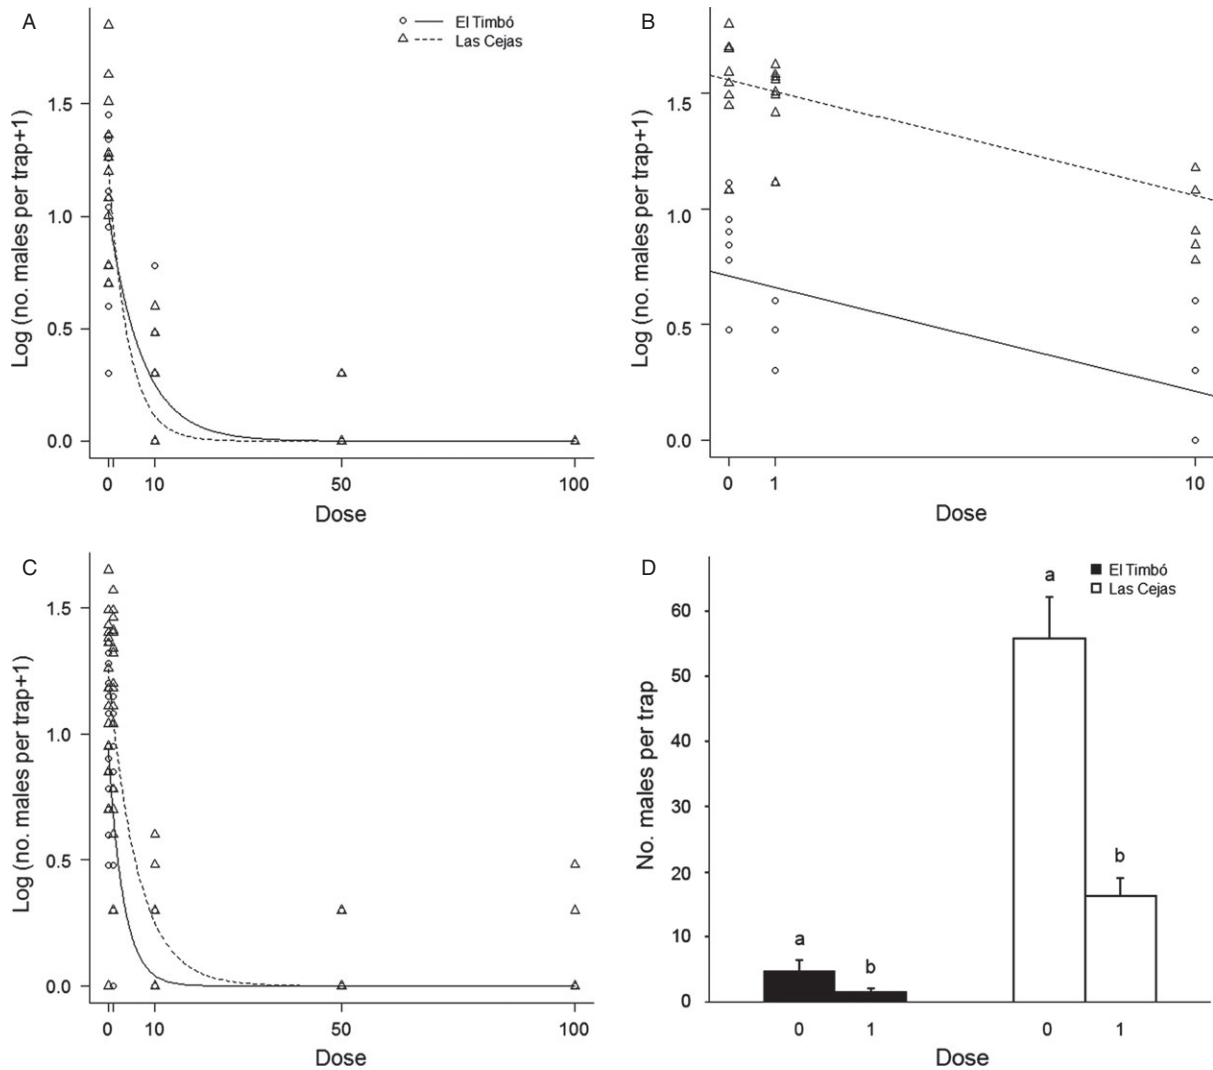 A
El Timbó
Las Cejas
Log (no. males per trap+1)
1.5
1.0
0.5
0.0
0 10 50 100
Dose
B
Log (no. males per trap+1)
1.5
1.0
0.5
0.0
0 1 10
Dose
C
Log (no. males per trap+1)
1.5
1.0
0.5
0.0
0 10 50 100
Dose
D
El Timbó
Las Cejas
No. males per trap
60
50
40
30
20
10
0
a
b
a
b
0 1 0 1
Dose